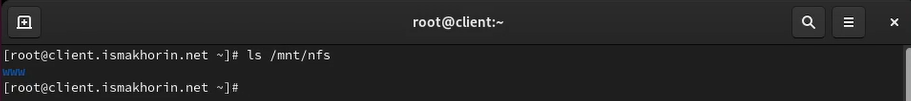 root@client:~
[root@client.ismakhorin.net ~]# ls /mnt/nfs
www
[root@client.ismakhorin.net ~]#